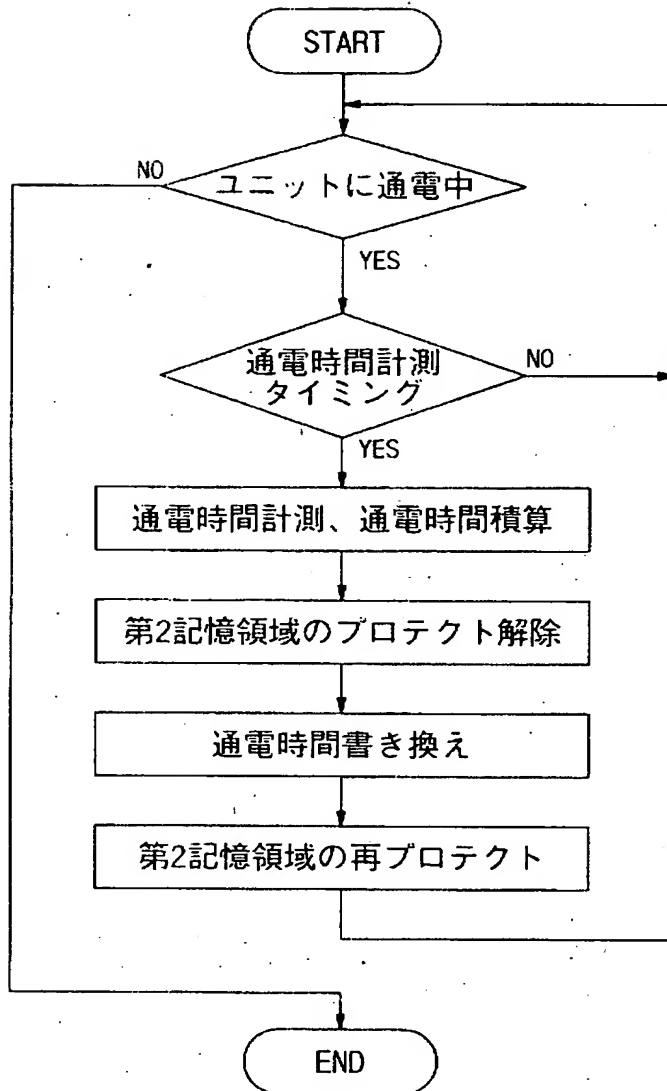 START
NO
ユニットに通電中
YES
通電時間計測
タイミング
NO
YES
通電時間計測、通電時間積算
第2記憶領域のプロテクト解除
通電時間書き換え
第2記憶領域の再プロテクト
END